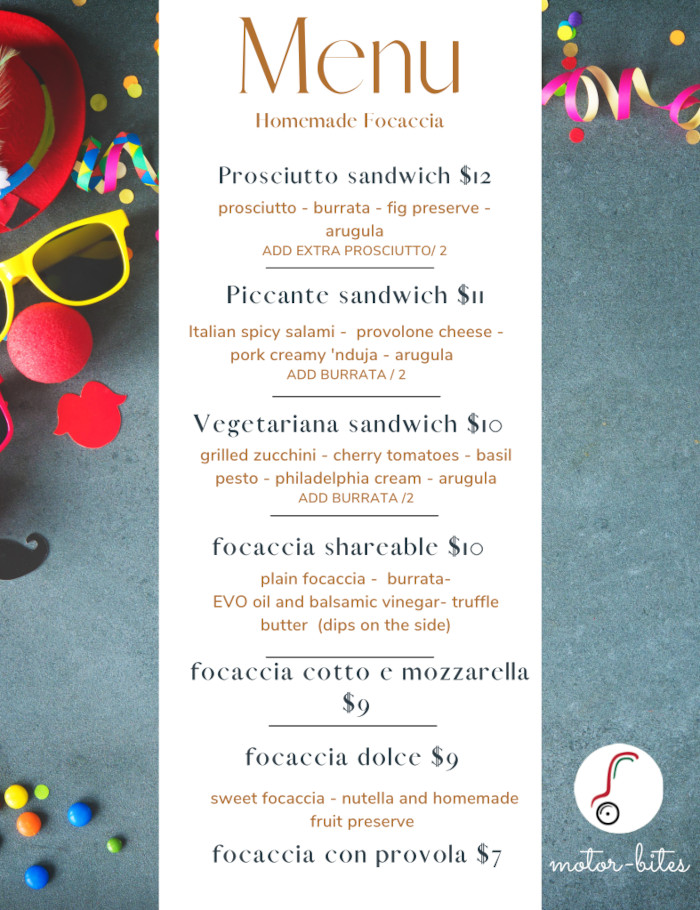 Menu
Homemade Focaccia
Prosciutto sandwich $12
prosciutto - burrata - fig preserve -
arugula
ADD EXTRA PROSCIUTTO/ 2
Piccante sandwich $11
Italian spicy salami -  provolone cheese -
pork creamy 'nduja - arugula
ADD BURRATA / 2
Vegetariana sandwich $10
grilled zucchini - cherry tomatoes - basil
pesto - philadelphia cream - arugula
ADD BURRATA /2
focaccia shareable $10
plain focaccia -  burrata-
EVO oil and balsamic vinegar- truffle
butter  (dips on the side)
focaccia cotto e mozzarella
$9
focaccia dolce $9
sweet focaccia - nutella and homemade
fruit preserve
focaccia con provola $7
motor-bites